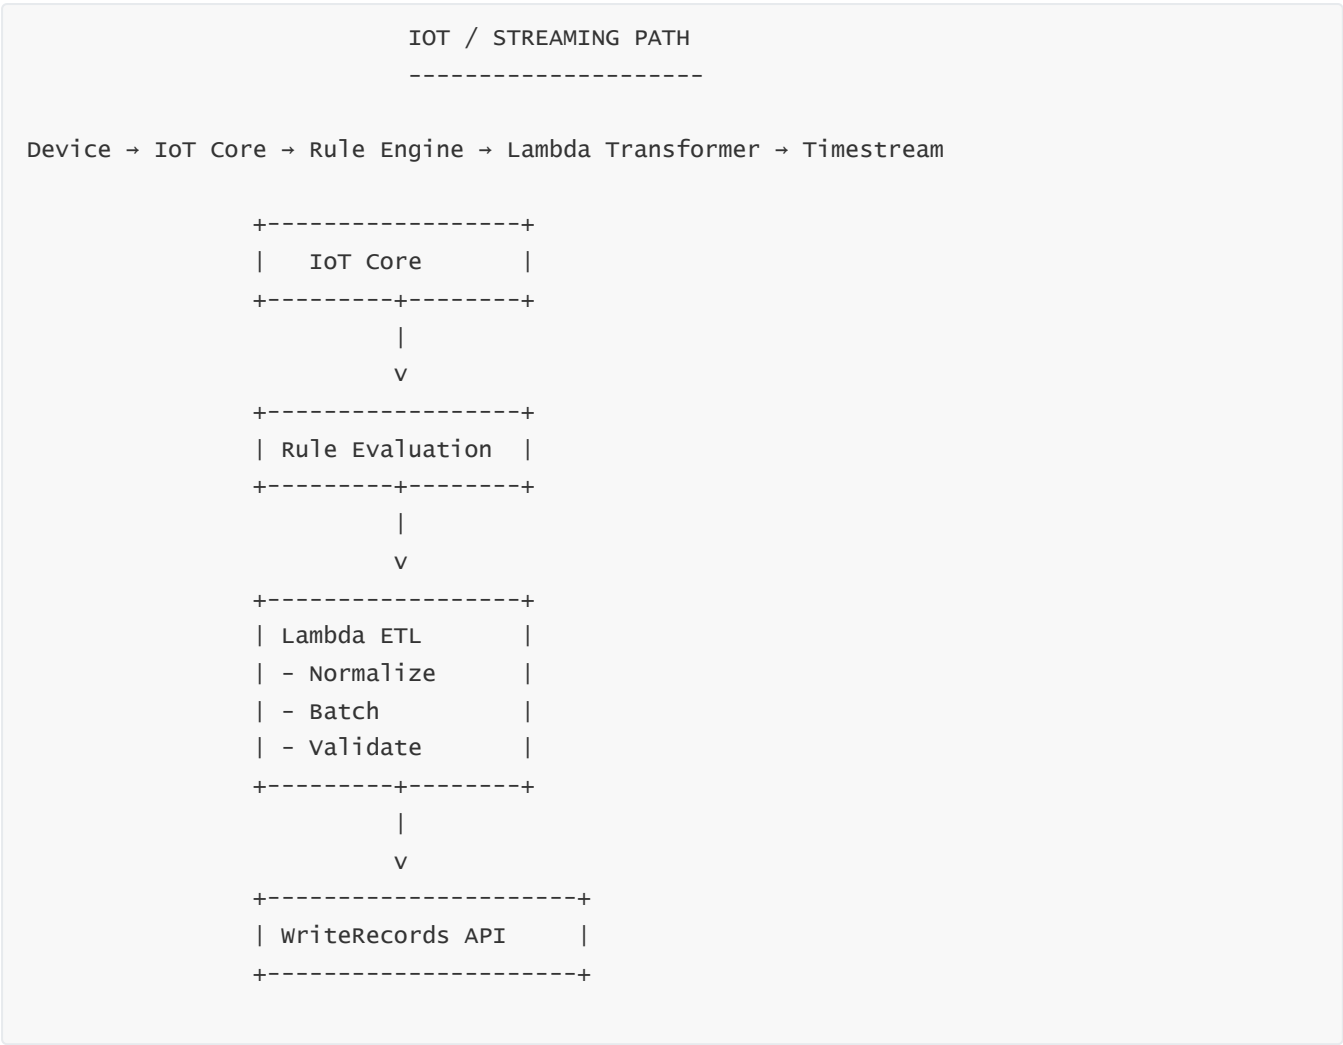 IOT / STREAMING PATH
---------------------
Device → IoT Core → Rule Engine → Lambda Transformer → Timestream
+------------------+
|   IoT Core       |
+---------+--------+
|
v
+------------------+
| Rule Evaluation  |
+---------+--------+
|
v
+------------------+
| Lambda ETL       |
| - Normalize      |
| - Batch          |
| - Validate       |
+---------+--------+
|
v
+----------------------+
| WriteRecords API     |
+----------------------+